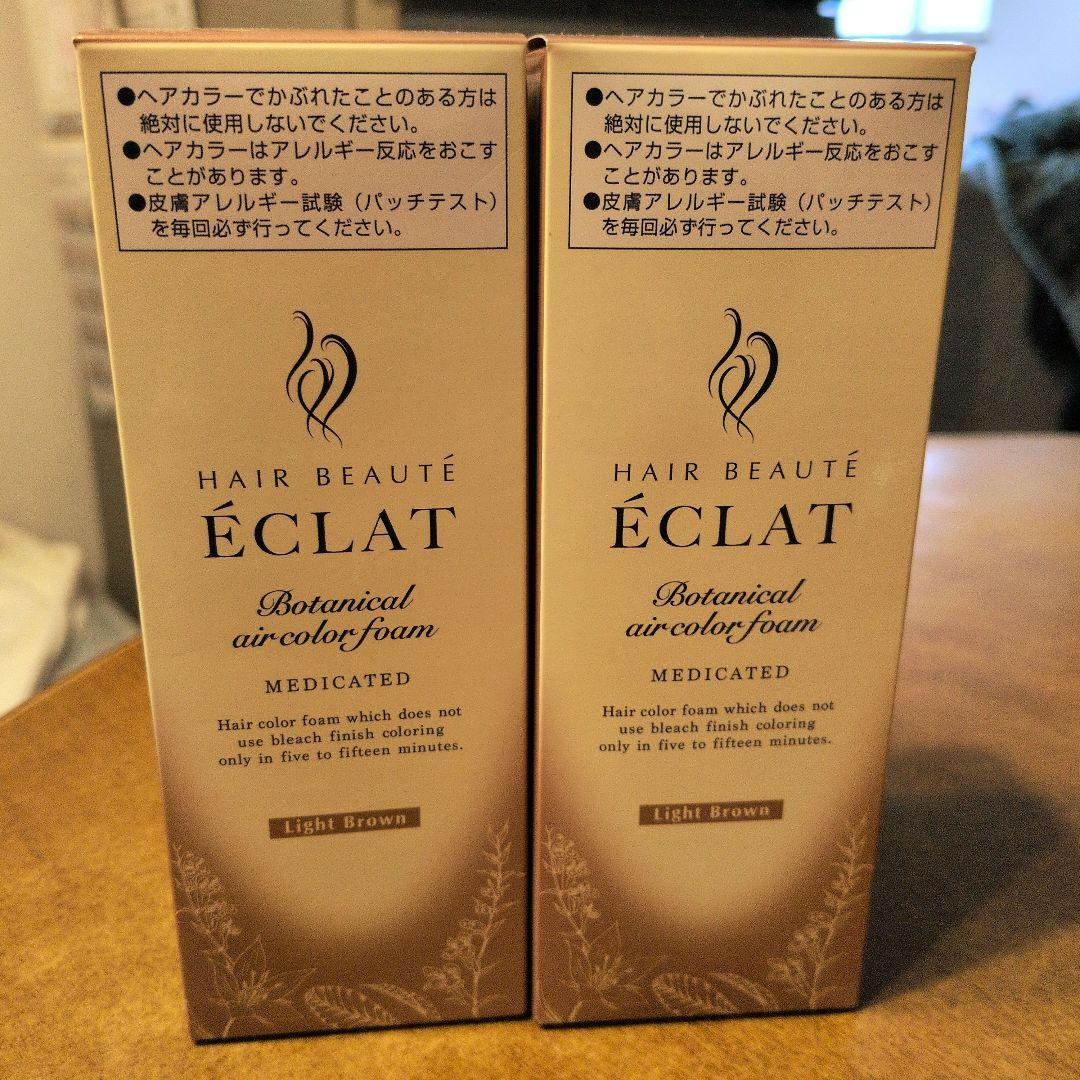 ●ヘアカラーでかぶれたことのある方は
絶対に使用しないでください。
●ヘアカラーはアレルギー反応をおこす
ことがあります。
●皮膚アレルギー試験（パッチテスト）
を毎回必ず行ってください。
HAIR BEAUTÉ
ÉCLAT
Botanical
air color foam
MEDICATED
Hair color foam which does not
use bleach finish coloring
only in five to fifteen minutes.
Light Brown
●ヘアカラーでかぶれたことのある方は
絶対に使用しないでください。
●ヘアカラーはアレルギー反応をおこす
ことがあります。
●皮膚アレルギー試験（パッチテスト）
を毎回必ず行ってください。
HAIR BEAUTÉ
ÉCLAT
Botanical
air color foam
MEDICATED
Hair color foam which does not
use bleach finish coloring
only in five to fifteen minutes.
Light Brown